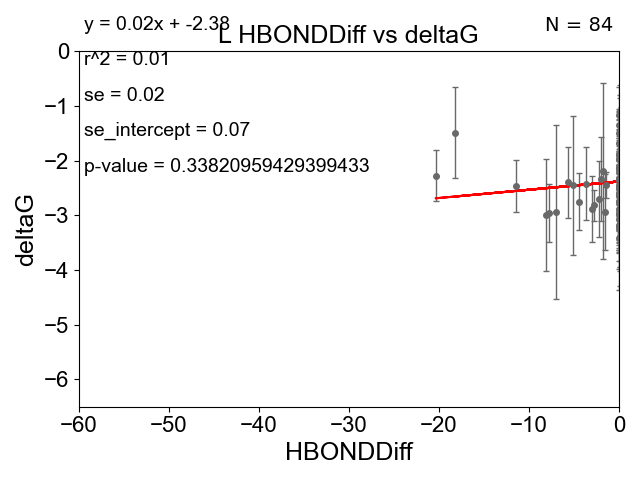 y = 0.02x + -2.38
N = 84
L HBONDDiff vs deltaG
r^2 = 0.01
se = 0.02
se_intercept = 0.07
p-value = 0.33820959429399433
deltaG
0
−1
−2
−3
−4
−5
−6
−60 −50 −40 −30 −20 −10 0
HBONDDiff